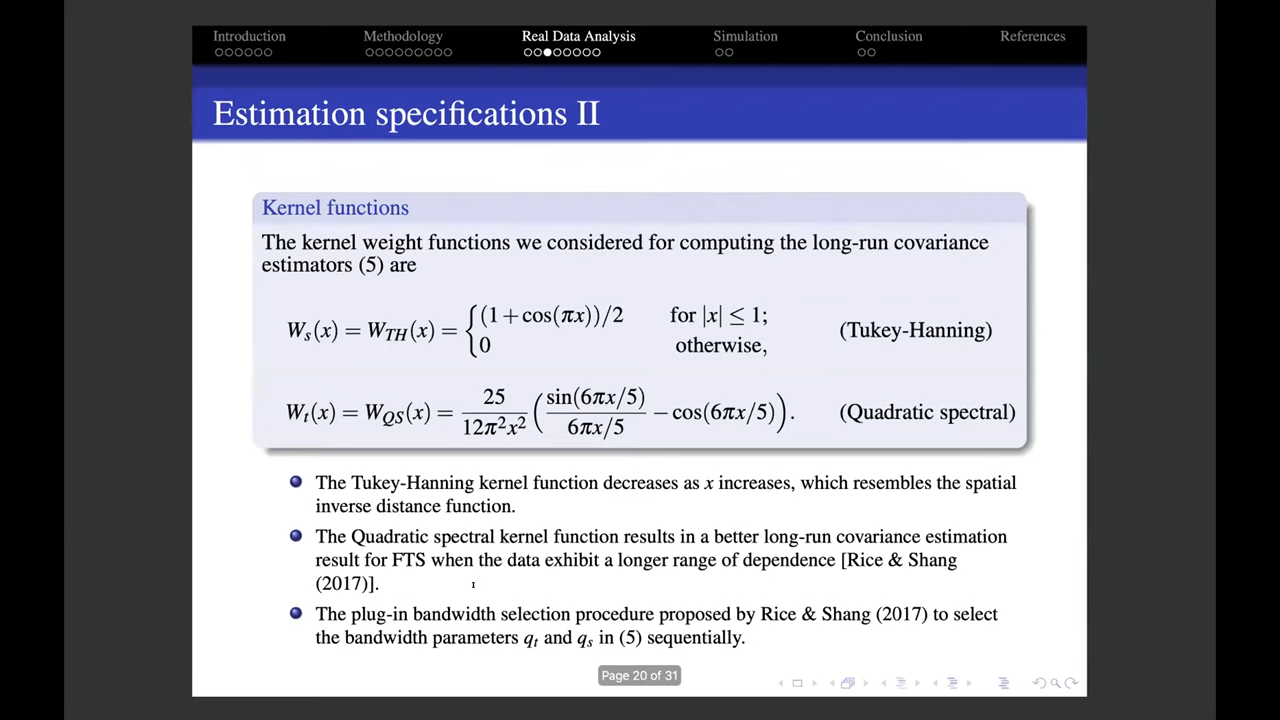 Introduction Methodology Real Data Analysis Simulation Conclusion References
Estimation specifications II
Kernel functions
The kernel weight functions we considered for computing the long-run covariance
estimators (5) are
W_s(x) = W_{TH}(x) = { (1+cos(πx))/2 for |x| ≤ 1; 0 otherwise, (Tukey-Hanning)
W_t(x) = W_{QS}(x) = 25/(12π²x²) ( sin(6πx/5)/(6πx/5) − cos(6πx/5) ). (Quadratic spectral)
The Tukey-Hanning kernel function decreases as x increases, which resembles the spatial
inverse distance function.
The Quadratic spectral kernel function results in a better long-run covariance estimation
result for FTS when the data exhibit a longer range of dependence [Rice & Shang
(2017)].
The plug-in bandwidth selection procedure proposed by Rice & Shang (2017) to select
the bandwidth parameters q_t and q_s in (5) sequentially.
Page 20 of 31